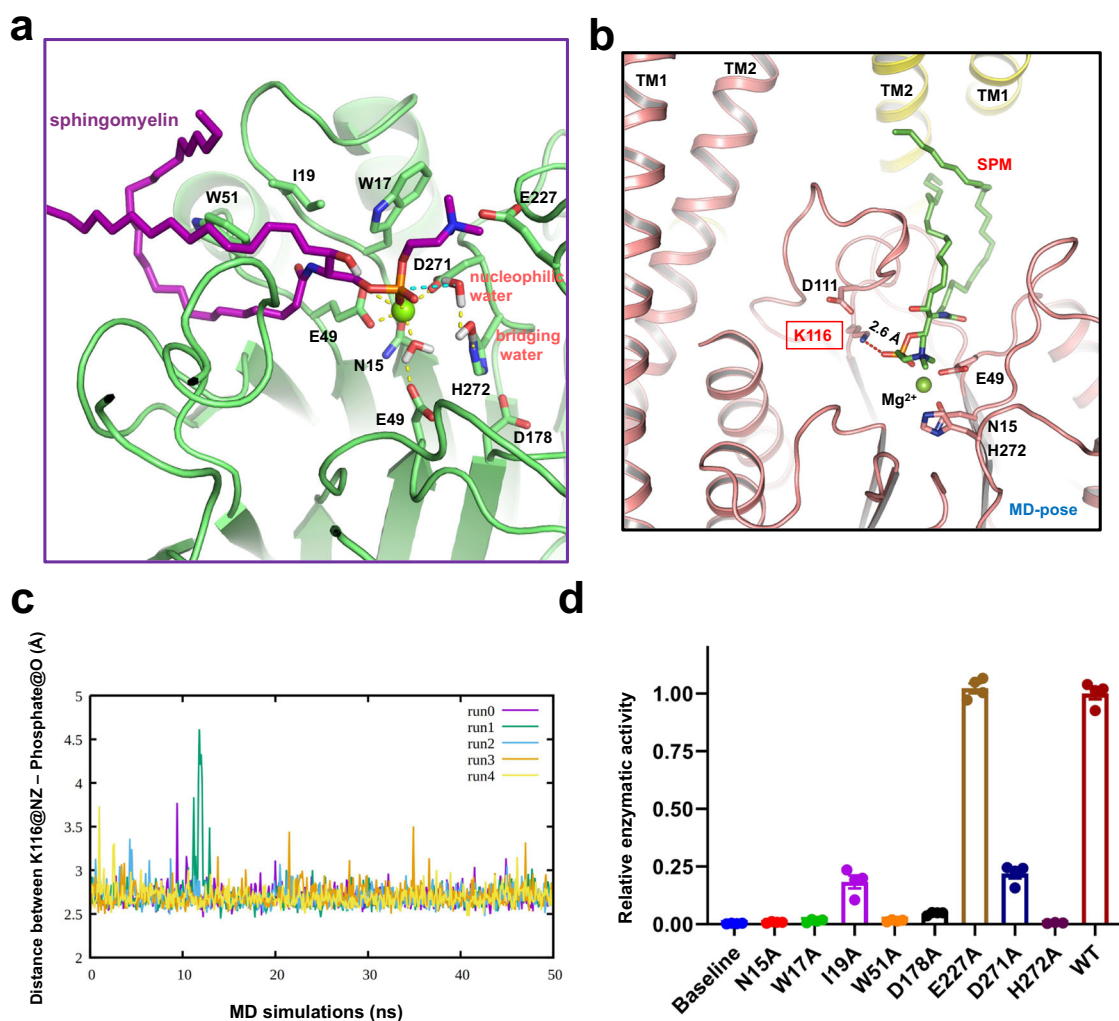 a
sphingomyelin
I19
W17
W51
E227
D271
nucleophilic
water
bridging
water
E49
N15
H272
E49
D178
b
TM1
TM2
TM2
TM1
SPM
D111
K116
2.6 Å
E49
Mg²⁺
N15
H272
MD-pose
c
Distance between K116@NZ – Phosphate@O (Å)
5
4.5
4
3.5
3
2.5
2
run0
run1
run2
run3
run4
0
10
20
30
40
50
MD simulations (ns)
d
Relative enzymatic activity
1.00
0.75
0.50
0.25
0.00
Baseline
N15A
W17A
I19A
W51A
D178A
E227A
D271A
H272A
WT